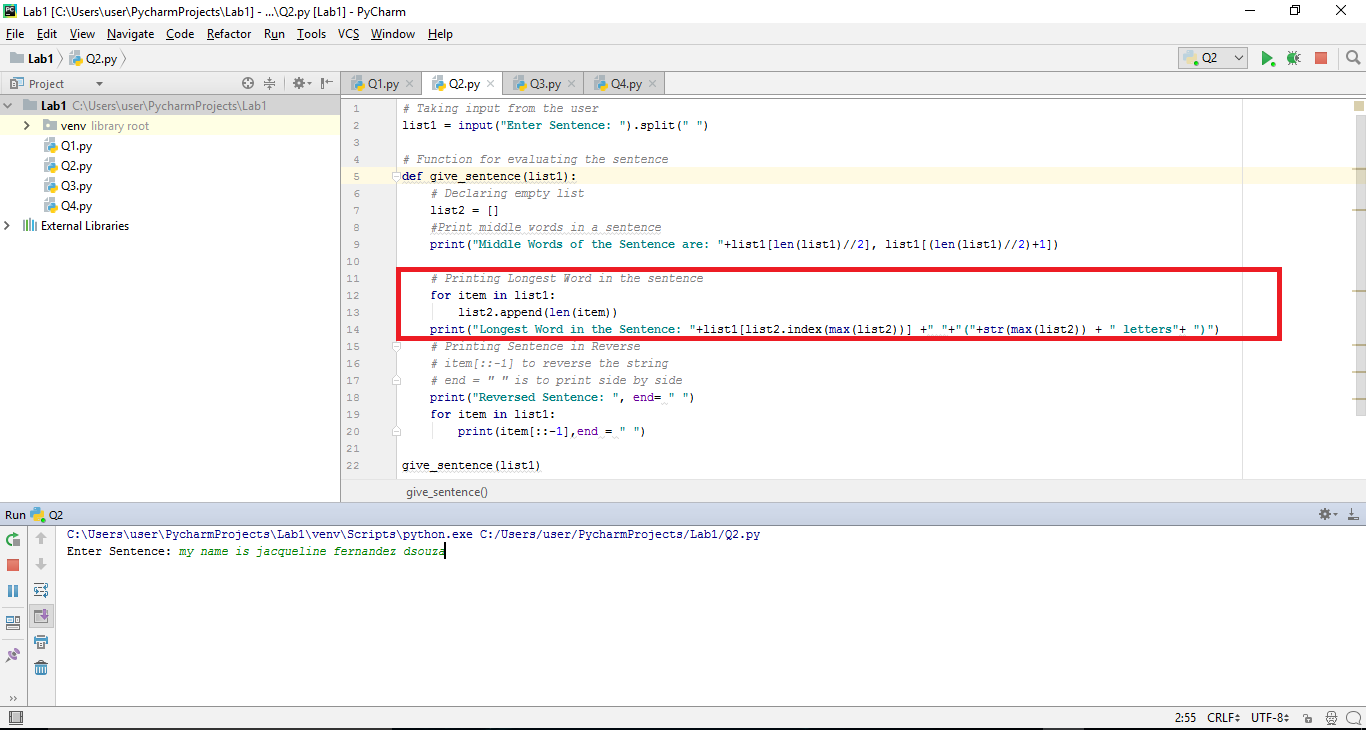 Lab1 [C:\Users\user\PycharmProjects\Lab1] - ...\Q2.py [Lab1] - PyCharm
File Edit View Navigate Code Refactor Run Tools VCS Window Help
Lab1 Q2.py Q2
Project Q1.py Q2.py Q3.py Q4.py
Lab1 C:\Users\user\PycharmProjects\Lab1
venv library root
Q1.py
Q2.py
Q3.py
Q4.py
External Libraries
1 # Taking input from the user
2 list1 = input("Enter Sentence: ").split(" ")
3
4 # Function for evaluating the sentence
5 def give_sentence(list1):
6 # Declaring empty list
7 list2 = []
8 #Print middle words in a sentence
9 print("Middle Words of the Sentence are: "+list1[len(list1)//2], list1[(len(list1)//2)+1])
10
11 # Printing Longest Word in the sentence
12 for item in list1:
13 list2.append(len(item))
14 print("Longest Word in the Sentence: "+list1[list2.index(max(list2))] +" "+"("+str(max(list2)) + " letters"+ ")")
15 # Printing Sentence in Reverse
16 # item[::-1] to reverse the string
17 # end = " " is to print side by side
18 print("Reversed Sentence: ", end= " ")
19 for item in list1:
20 print(item[::-1],end = " ")
21
22 give_sentence(list1)
give_sentence()
Run Q2
C:\Users\user\PycharmProjects\Lab1\venv\Scripts\python.exe C:/Users/user/PycharmProjects/Lab1/Q2.py
Enter Sentence: my name is jacqueline fernandez dsouza
2:55 CRLF UTF-8